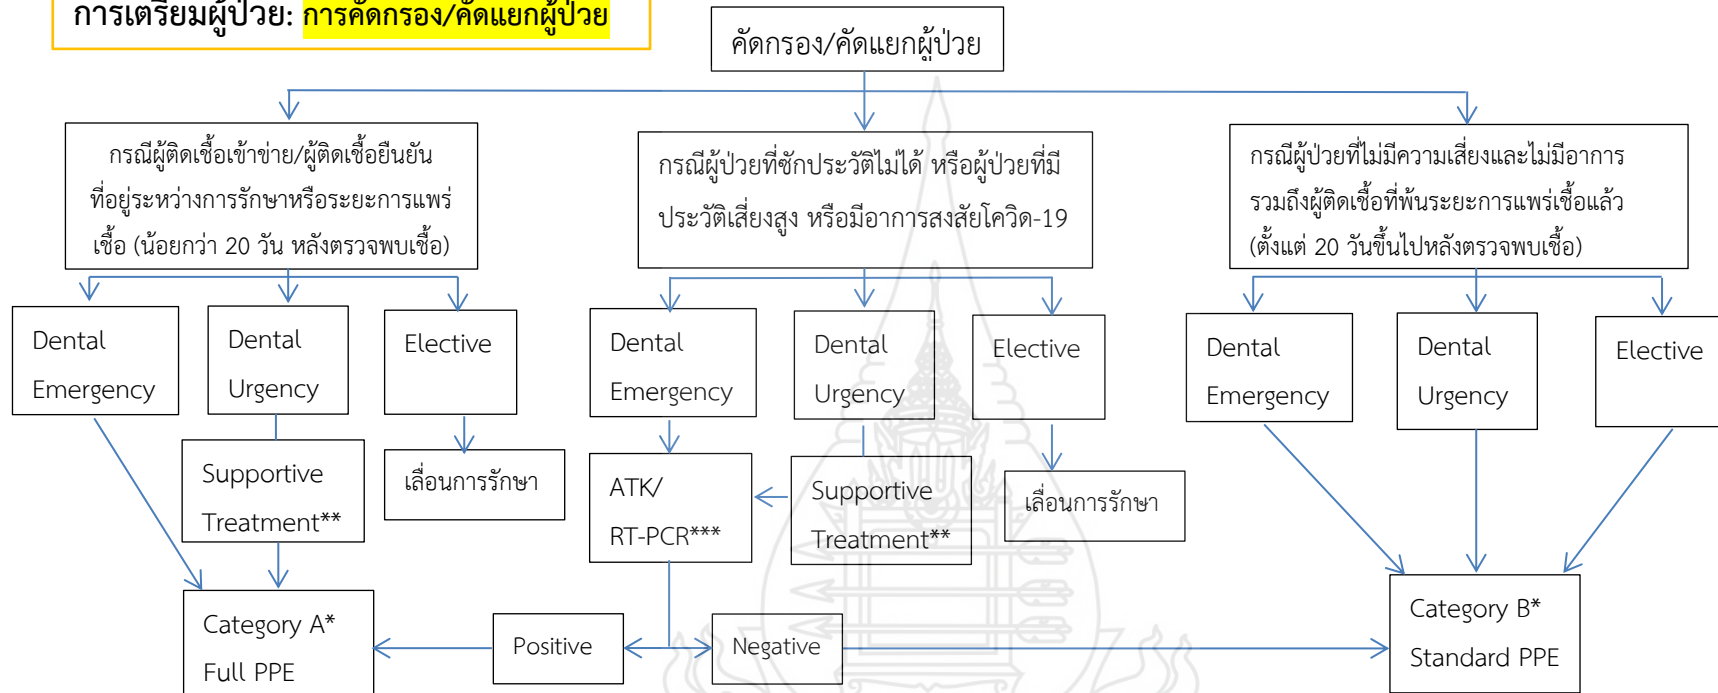 การเตรียมผู้ป่วย: การคัดกรอง/คัดแยกผู้ป่วย
คัดกรอง/คัดแยกผู้ป่วย
กรณีผู้ติดเชื้อเข้าข่าย/ผู้ติดเชื้อยืนยัน
ที่อยู่ระหว่างการรักษาหรือระยะการแพร่
เชื้อ (น้อยกว่า 20 วัน หลังตรวจพบเชื้อ)
กรณีผู้ป่วยที่ซักประวัติไม่ได้ หรือผู้ป่วยที่มี
ประวัติเสี่ยงสูง หรือมีอาการสงสัยโควิด-19
กรณีผู้ป่วยที่ไม่มีความเสี่ยงและไม่มีอาการ
รวมถึงผู้ติดเชื้อที่พ้นระยะการแพร่เชื้อแล้ว
(ตั้งแต่ 20 วันขึ้นไปหลังตรวจพบเชื้อ)
Dental
Emergency
Dental
Urgency
Elective
Dental
Emergency
Dental
Urgency
Elective
Dental
Emergency
Dental
Urgency
Elective
Supportive
Treatment**
เลื่อนการรักษา
ATK/
RT-PCR***
Supportive
Treatment**
เลื่อนการรักษา
Category A*
Full PPE
Positive
Negative
Category B*
Standard PPE